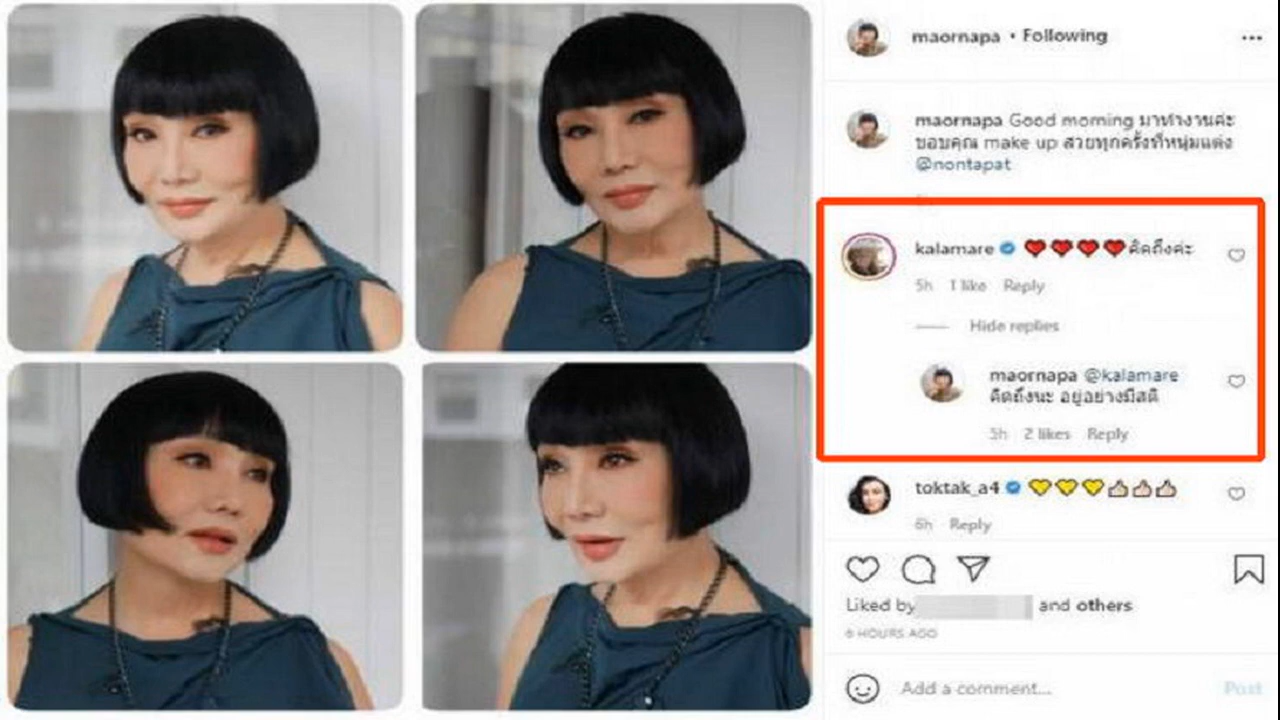 maornapa • Following
maornapa Good morning มาทำงานค่ะ
ขอบคุณ make up สวยทุกครั้งที่หนุ่มแต่ง
@nontapat
kalamare คิดถึงค่ะ
5h 1 like Reply
Hide replies
maornapa @kalamare
คิดถึงนะ อยู่อย่างมีสติ
5h 2 likes Reply
toktak_a4
6h Reply
Liked by and others
6 HOURS AGO
Add a comment... Post